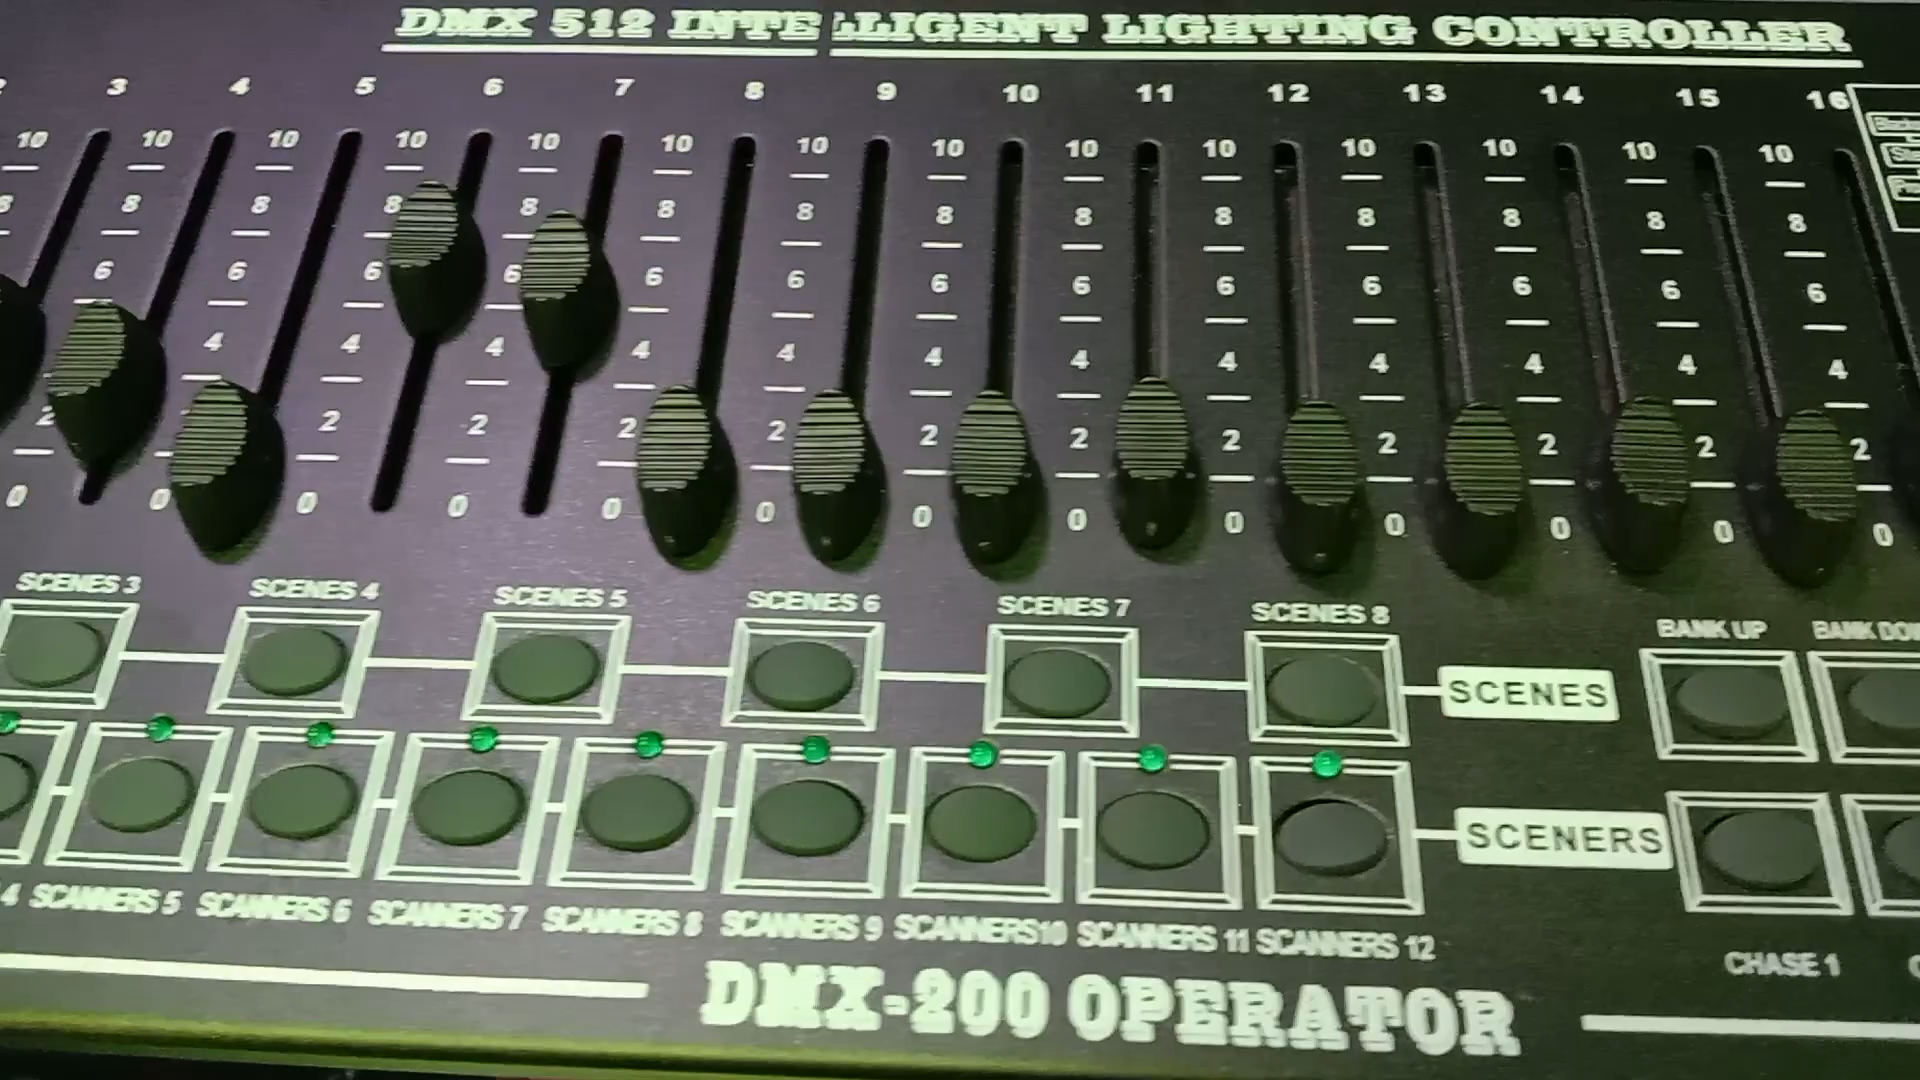 DMX 512 INTELLIGENT LIGHTING CONTROLLER
3 4 5 6 7 8 9 10 11 12 13 14 15 16
10 10 10 10 10 10 10 10 10 10 10 10 10 10
8 8 8 8 8 8 8 8 8 8 8 8 8 8
6 6 6 6 6 6 6 6 6 6 6 6 6
4 4 4 4 4 4 4 4 4 4 4 4
2 2 2 2 2 2 2 2 2 2 2 2
0 0 0 0 0 0 0 0 0 0 0 0 0
SCENES 3 SCENES 4 SCENES 5 SCENES 6 SCENES 7 SCENES 8
BANK UP BANK DOW
SCENES
SCENERS
4 SCANNERS 5 SCANNERS 6 SCANNERS 7 SCANNERS 8 SCANNERS 9 SCANNERS10 SCANNERS 11 SCANNERS 12
CHASE 1
DMX-200 OPERATOR